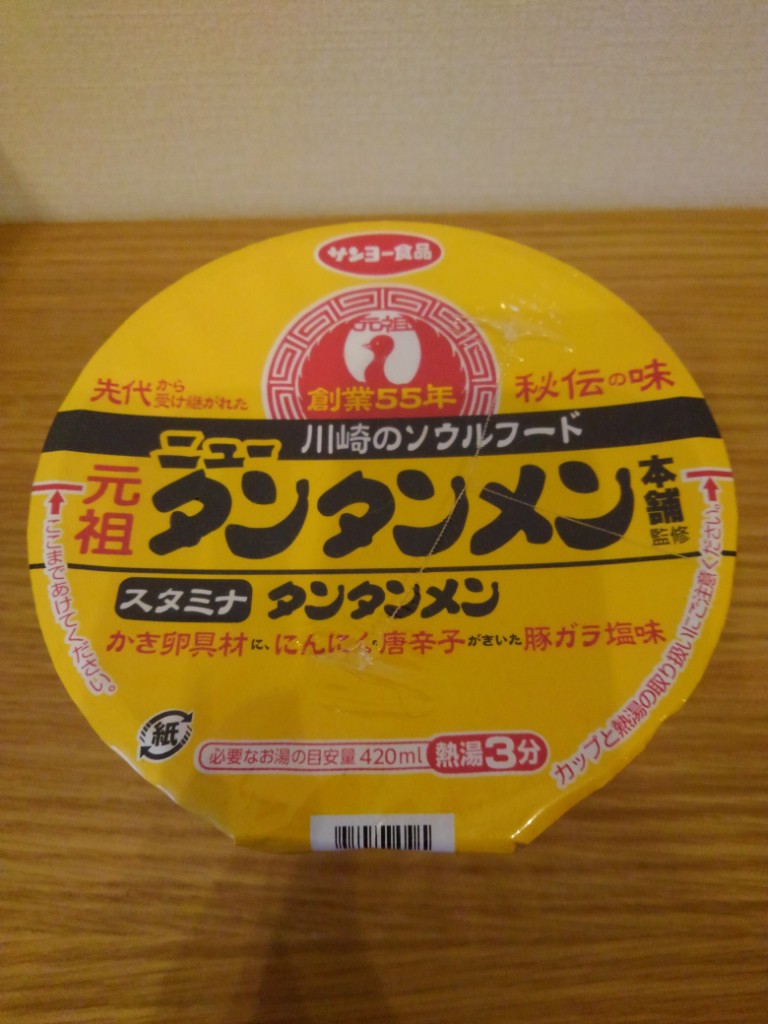 サンヨー食品
元祖
創業55年
先代から受け継がれた
秘伝の味
川崎のソウルフード
元祖
ニュータンタンメン
本舗
監修
スタミナ タンタンメン
かき卵具材に、にんにく・唐辛子がきいた豚ガラ塩味
ここまであけてください。
カップと熱湯の取り扱いにご注意ください。
紙
必要なお湯の目安量 420ml 熱湯3分